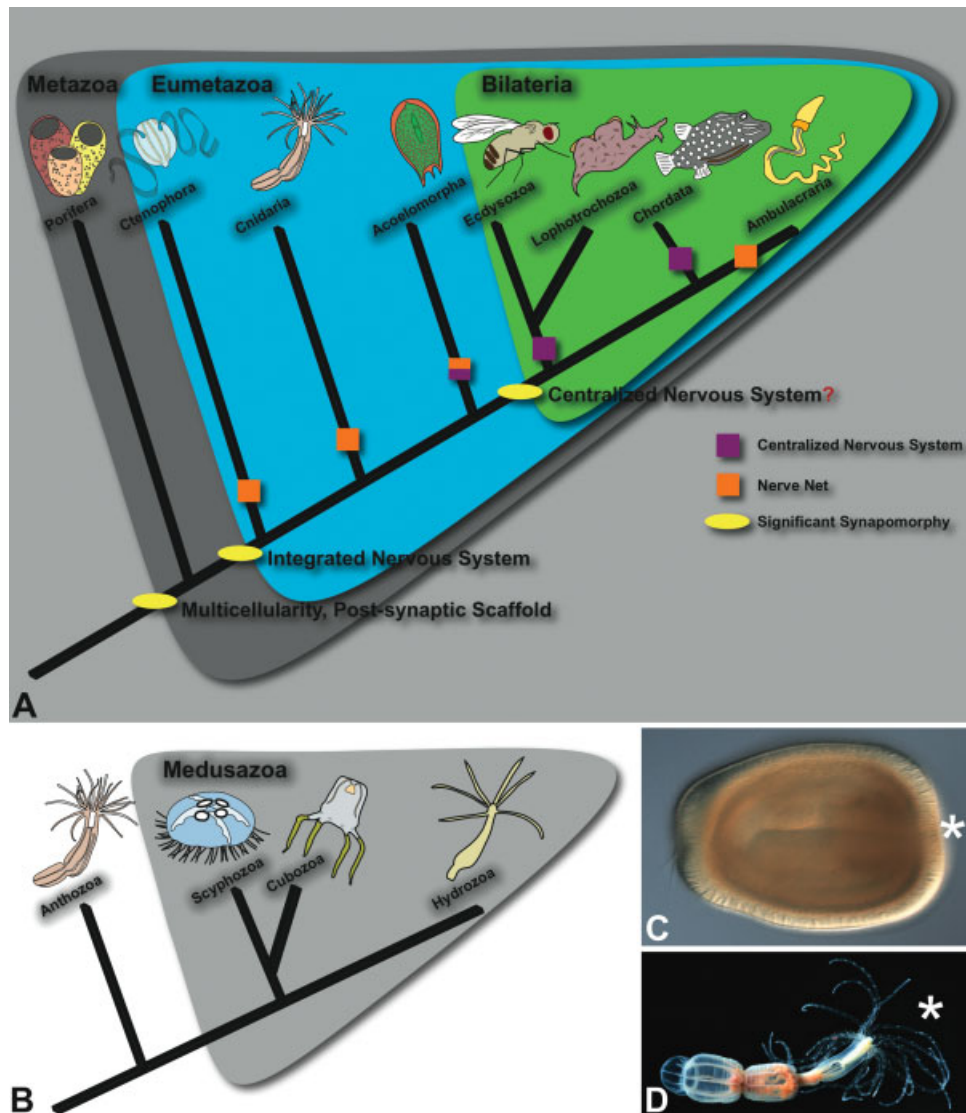 Metazoa
Eumetazoa
Bilateria
Porifera
Ctenophora
Cnidaria
Acoelomorpha
Ecdysozoa
Lophotrochozoa
Chordata
Ambulacraria
Centralized Nervous System?
Centralized Nervous System
Nerve Net
Significant Synapomorphy
Integrated Nervous System
Multicellularity, Post-synaptic Scaffold
A
Medusazoa
Anthozoa
Scyphozoa
Cubozoa
Hydrozoa
B
*
C
*
D